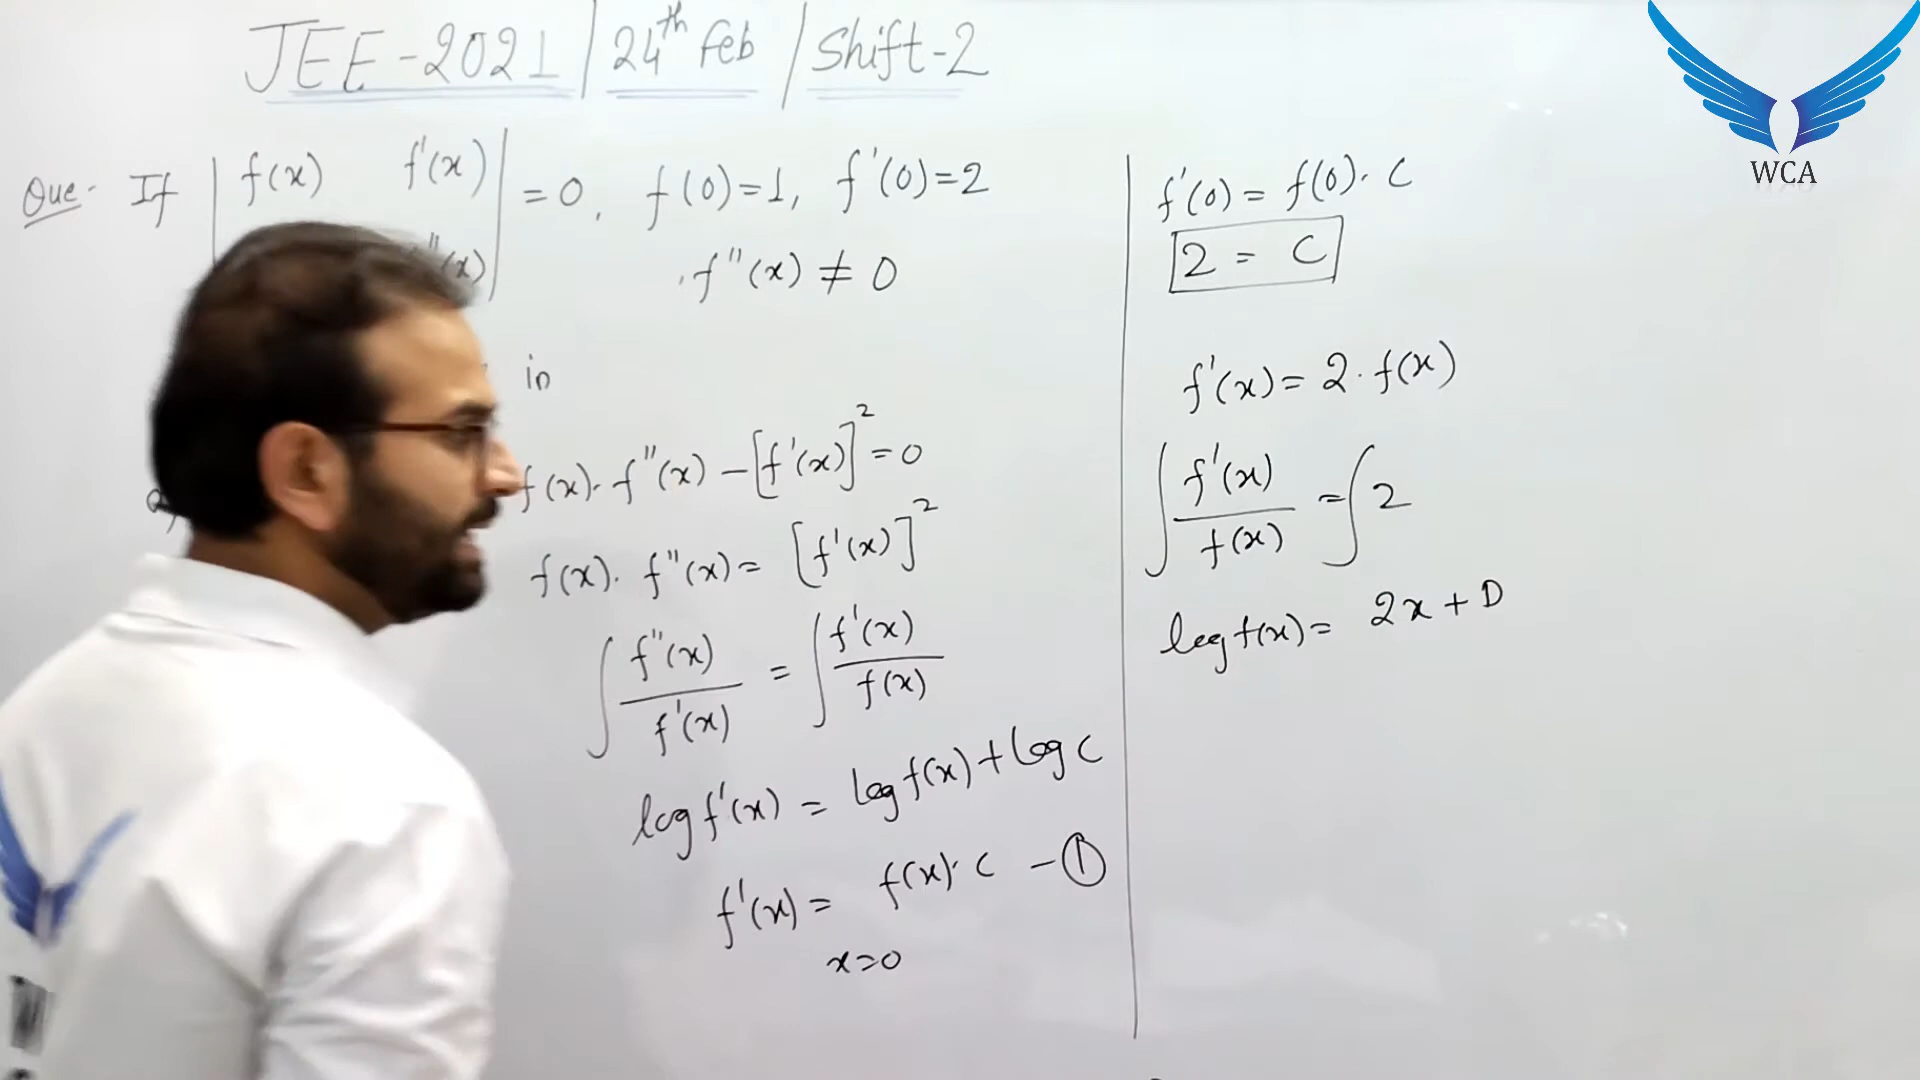 JEE-2021 / 24th Feb / Shift-2
Que- If | f(x) f'(x) | = 0, f(0)=1, f'(0)=2
"(x) , f"(x) ≠ 0
in
f(x). f"(x) - [f'(x)]² = 0
f(x). f"(x) = [f'(x)]²
∫ f"(x) / f'(x) = ∫ f'(x) / f(x)
log f'(x) = log f(x) + log C
f'(x) = f(x). C - ①
x=0
f'(0) = f(0). C
2 = C
f'(x) = 2. f(x)
∫ f'(x) / f(x) = ∫ 2
log f(x) = 2x + D
WCA